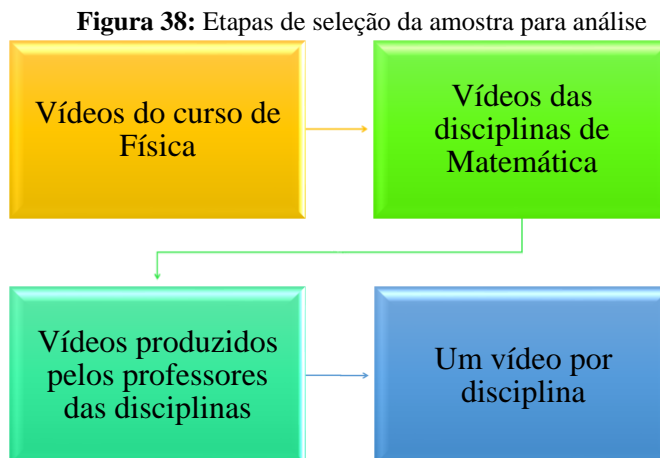 Figura 38: Etapas de seleção da amostra para análise
Vídeos do curso de
Física
Vídeos das
disciplinas de
Matemática
Vídeos produzidos
pelos professores
das disciplinas
Um vídeo por
disciplina